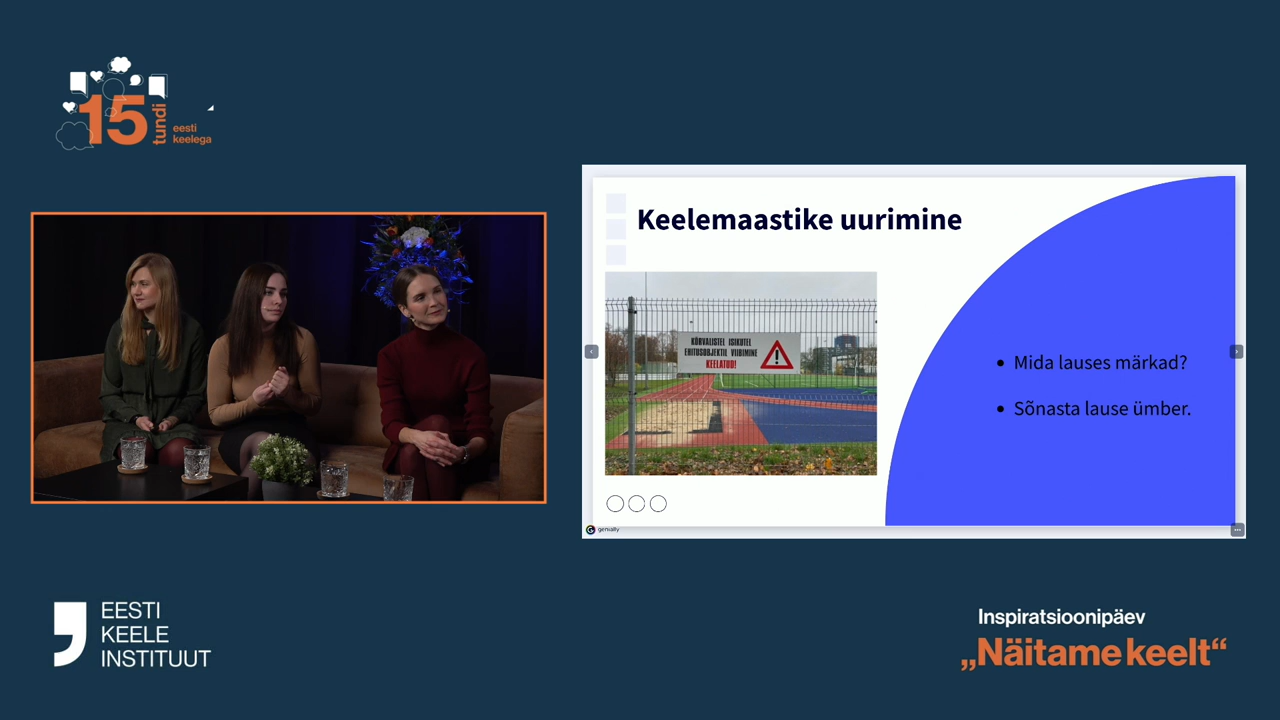 15
tundi
eesti
keelega
Keelemaastike uurimine
KÕRVALISTEL ISIKUTEL
EHITUSOBJEKTIL VIIBIMINE
KEELATUD!
• Mida lauses märkad?
• Sõnasta lause ümber.
genially
EESTI
KEELE
INSTITUUT
Inspiratsioonipäev
„Näitame keelt“